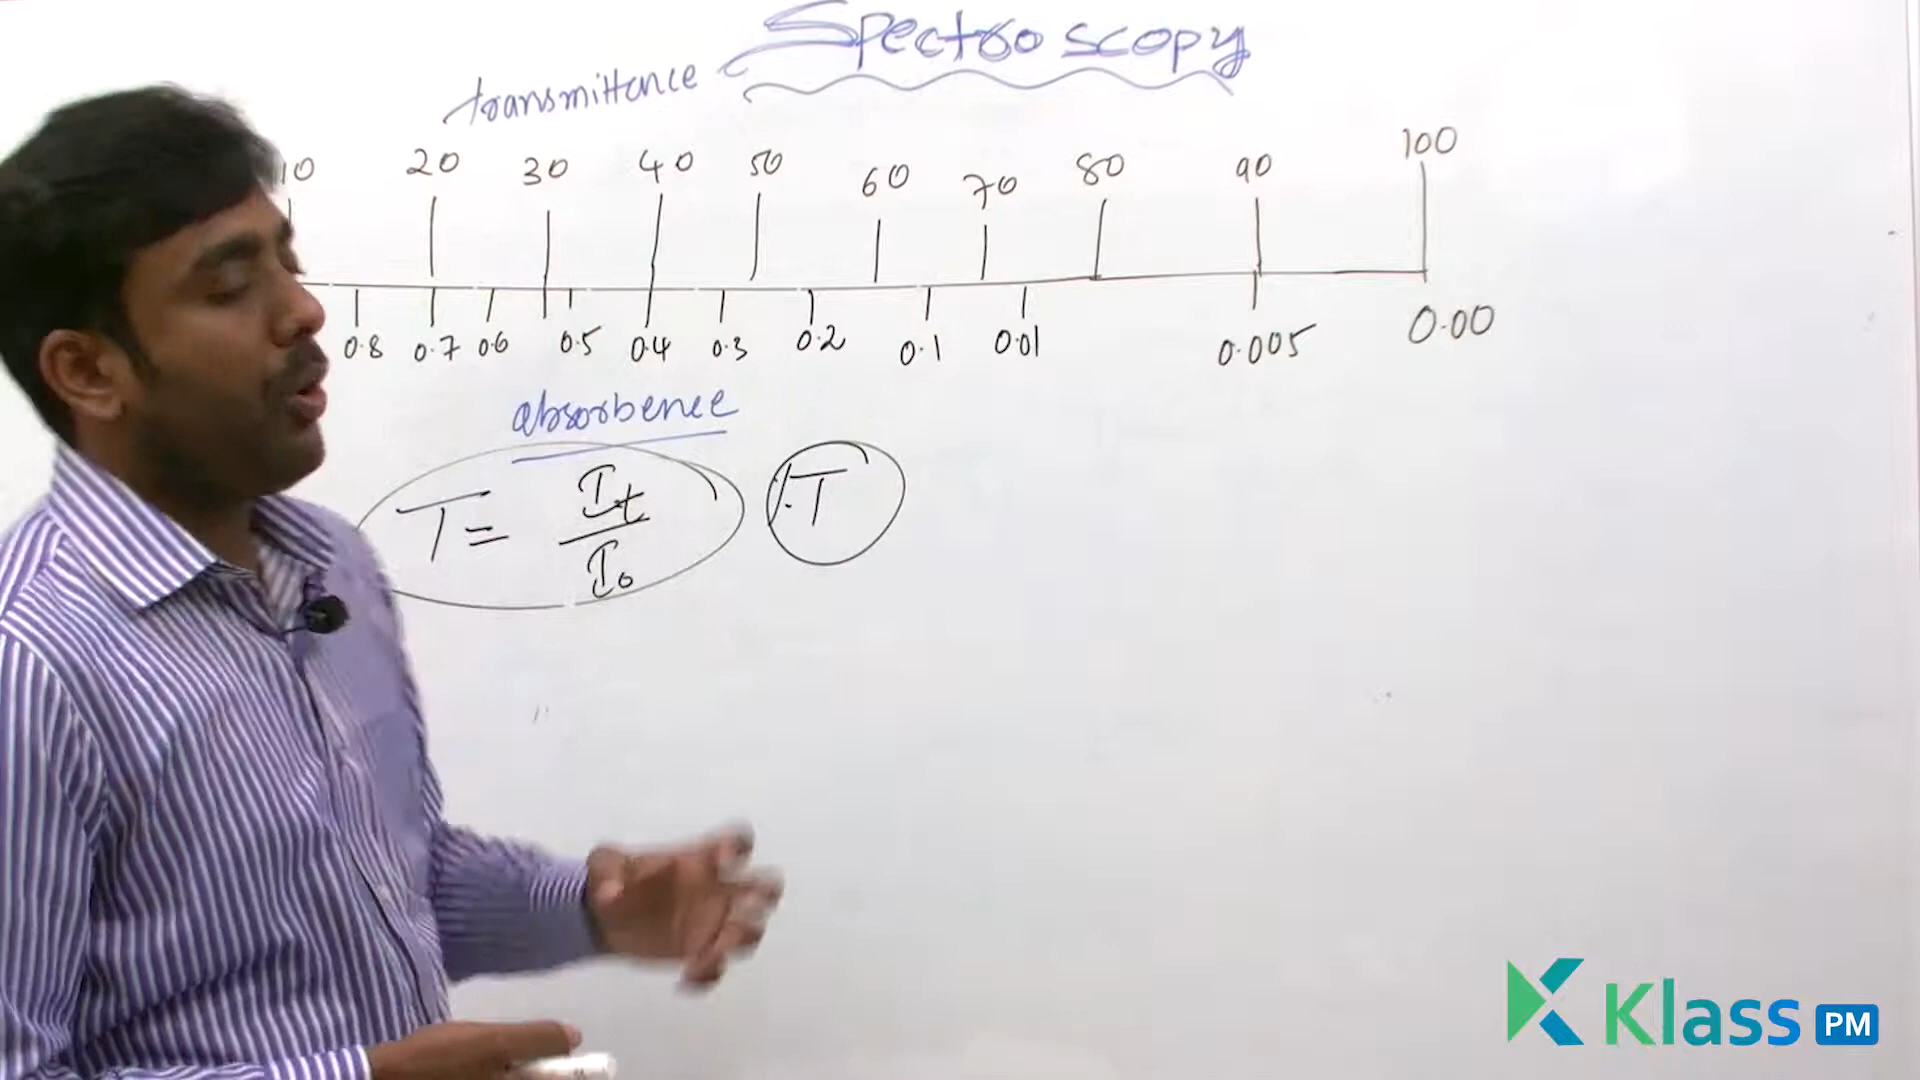 Spectroscopy
transmittance
10 20 30 40 50 60 70 80 90 100
0.8 0.7 0.6 0.5 0.4 0.3 0.2 0.1 0.01 0.005 0.00
absorbence
T = It / I0 %T
Klass PM